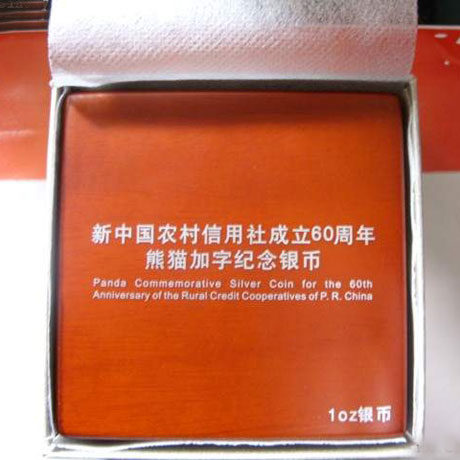 新中国农村信用社成立60周年
熊猫加字纪念银币
Panda Commemorative Silver Coin for the 60th
Anniversary of the Rural Credit Cooperatives of P. R. China
1oz银币